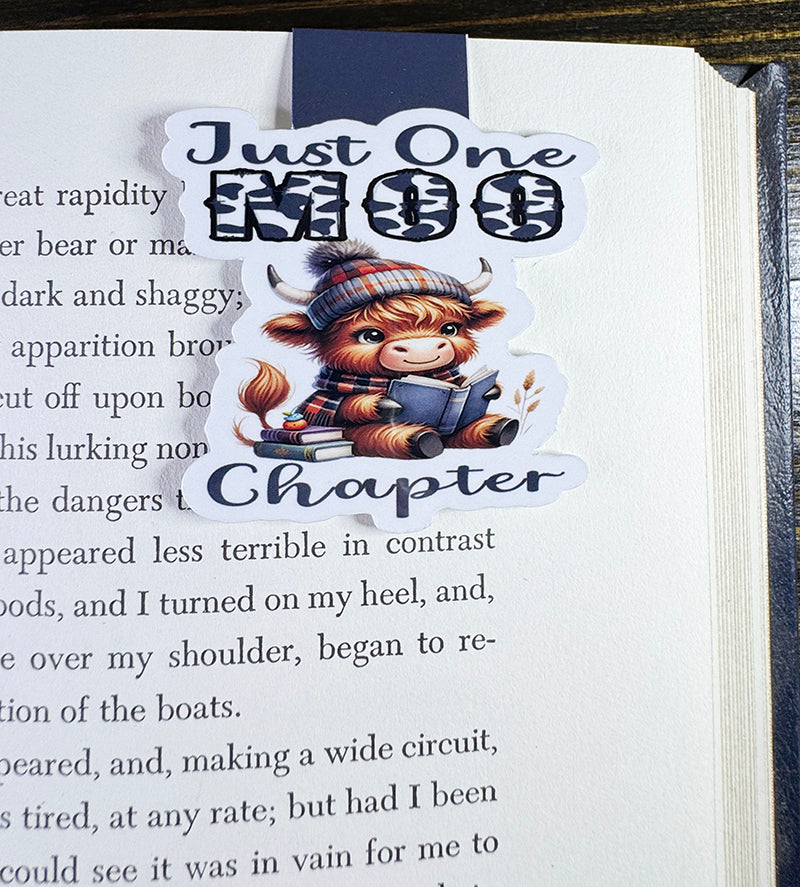 Just One
MOO
Chapter
reat rapidity
er bear or ma
dark and shaggy;
apparition brou
cut off upon bo
his lurking non
the dangers t
appeared less terrible in contrast
oods, and I turned on my heel, and,
e over my shoulder, began to re-
tion of the boats.
peared, and, making a wide circuit,
s tired, at any rate; but had I been
could see it was in vain for me to